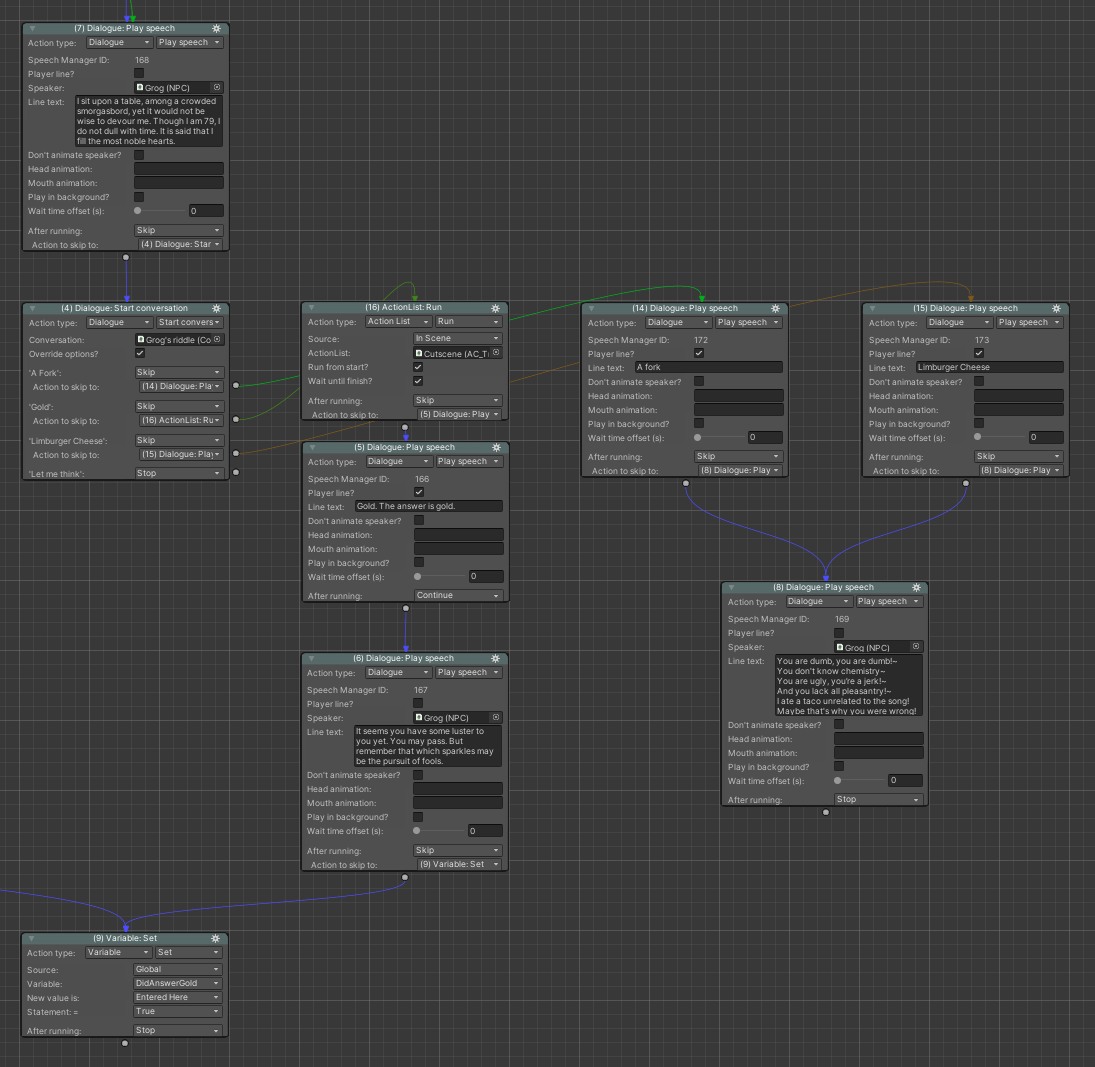 (7) Dialogue: Play speech
Action type: Dialogue Play speech
Speech Manager ID: 168
Player line?
Speaker: Grog (NPC)
Line text: I sit upon a table, among a crowded
smorgasbord, yet it would not be
wise to devour me. Though I am 79, I
do not dull with time. It is said that I
fill the most noble hearts.
Don't animate speaker?
Head animation:
Mouth animation:
Play in background?
Wait time offset (s): 0
After running: Skip
Action to skip to: (4) Dialogue: Star
(4) Dialogue: Start conversation
Action type: Dialogue Start convers
Conversation: Grog's riddle (Co
Override options?
'A Fork': Skip
Action to skip to: (14) Dialogue: Pla
'Gold': Skip
Action to skip to: (16) ActionList: Ru
'Limburger Cheese': Skip
Action to skip to: (15) Dialogue: Pla
'Let me think': Stop
(16) ActionList: Run
Action type: Action List Run
Source: In Scene
ActionList: Cutscene
Run from start?
Wait until finish?
After running: Skip
Action to skip to: (5) Dialogue: Play
(5) Dialogue: Play speech
Action type: Dialogue Play speech
Speech Manager ID: 166
Player line?
Line text: Gold. The answer is gold.
Don't animate speaker?
Head animation:
Mouth animation:
Play in background?
Wait time offset (s): 0
After running: Continue
(6) Dialogue: Play speech
Action type: Dialogue Play speech
Speech Manager ID: 167
Player line?
Speaker: Grog (NPC)
Line text: It seems you have some luster to
you yet. You may pass. But
remember that which sparkles may
be the pursuit of fools.
Don't animate speaker?
Head animation:
Mouth animation:
Play in background?
Wait time offset (s): 0
After running: Skip
Action to skip to: (9) Variable: Set
(14) Dialogue: Play speech
Action type: Dialogue Play speech
Speech Manager ID: 172
Player line?
Line text: A fork
Don't animate speaker?
Head animation:
Mouth animation:
Play in background?
Wait time offset (s): 0
After running: Skip
Action to skip to: (8) Dialogue: Play
(15) Dialogue: Play speech
Action type: Dialogue Play speech
Speech Manager ID: 173
Player line?
Line text: Limburger Cheese
Don't animate speaker?
Head animation:
Mouth animation:
Play in background?
Wait time offset (s): 0
After running: Skip
Action to skip to: (8) Dialogue: Play
(8) Dialogue: Play speech
Action type: Dialogue Play speech
Speech Manager ID: 169
Player line?
Speaker: Grog (NPC)
Line text: You are dumb, you are dumb!~
You don't know chemistry~
You are ugly, you're a jerk!~
And you lack all pleasantry!~
I ate a taco unrelated to the song!
Maybe that's why you were wrong!
Don't animate speaker?
Head animation:
Mouth animation:
Play in background?
Wait time offset (s): 0
After running: Stop
(9) Variable: Set
Action type: Variable Set
Source: Global
Variable: DidAnswerGold
New value is: Entered Here
Statement: = True
After running: Stop